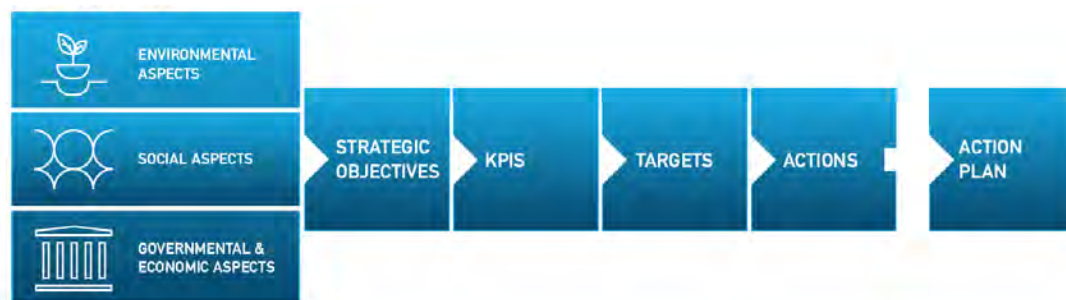 ENVIRONMENTAL
ASPECTS
SOCIAL ASPECTS
GOVERNMENTAL &
ECONOMIC ASPECTS
STRATEGIC
OBJECTIVES
KPIS
TARGETS
ACTIONS
ACTION
PLAN